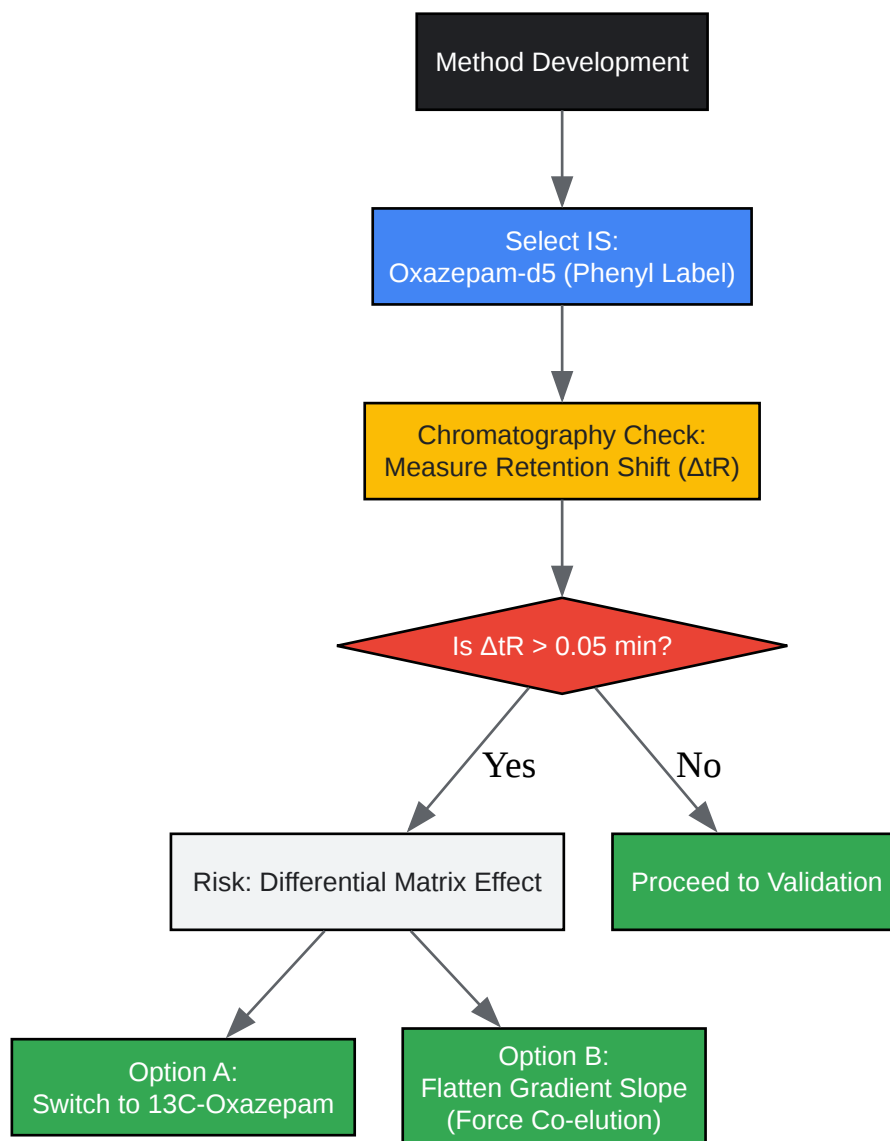 Method Development
Select IS:
Oxazepam-d5 (Phenyl Label)
Chromatography Check:
Measure Retention Shift (ΔtR)
Is ΔtR > 0.05 min?
Yes
No
Risk: Differential Matrix Effect
Proceed to Validation
Option A:
Switch to 13C-Oxazepam
Option B:
Flatten Gradient Slope
(Force Co-elution)